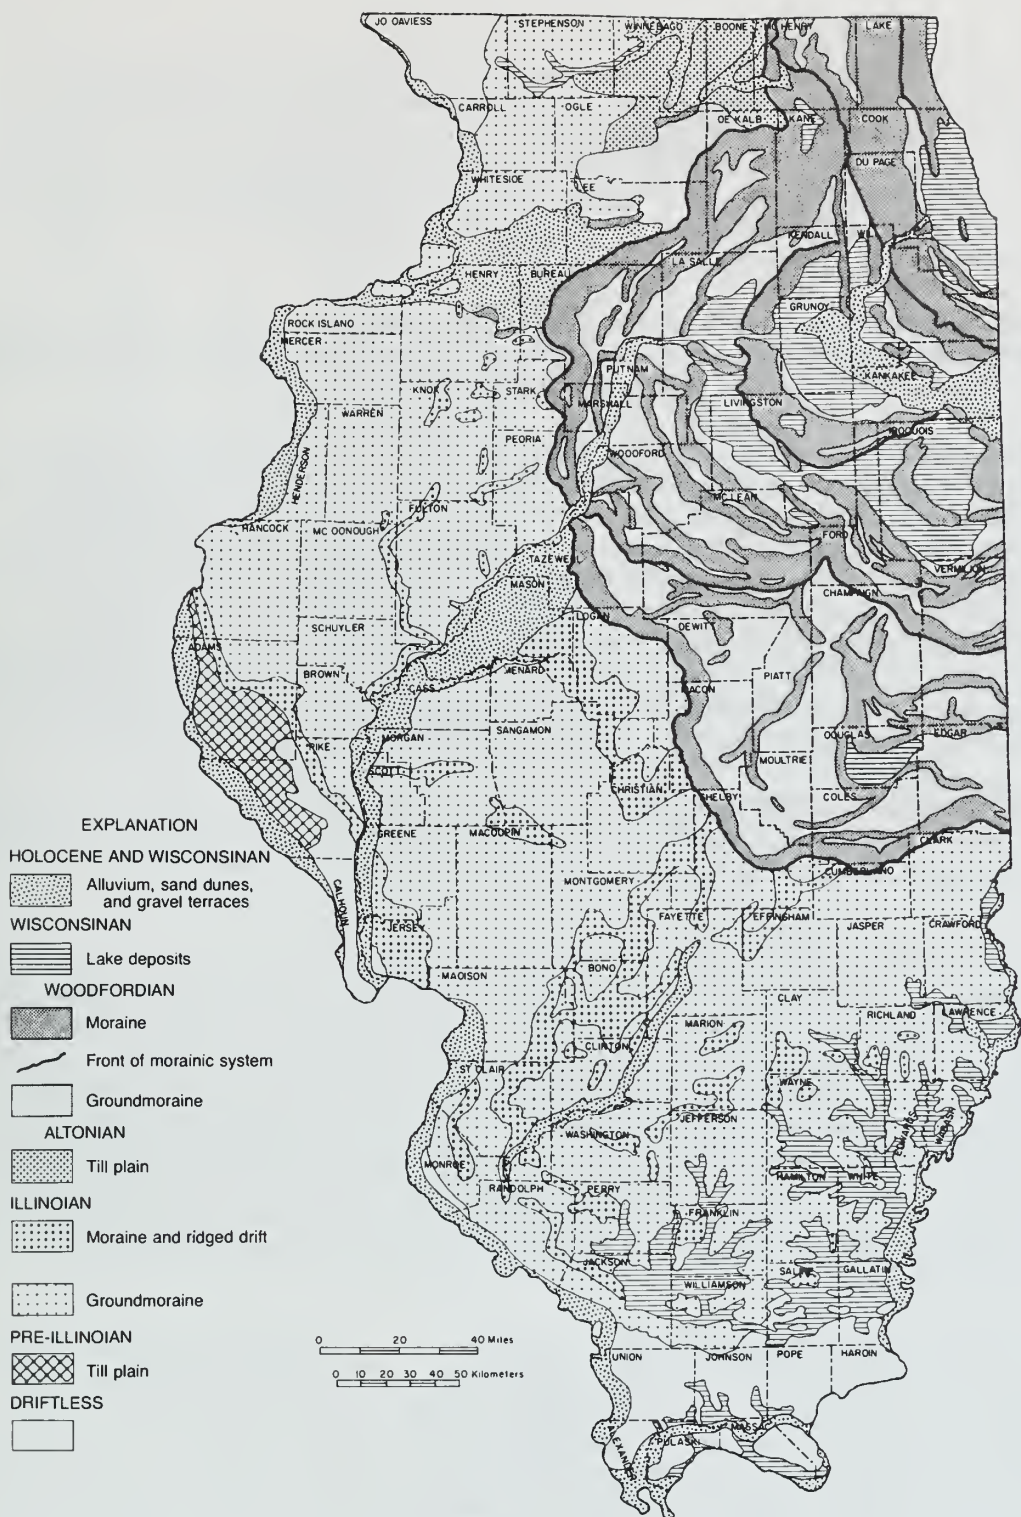 JO DAVIESS
STEPHENSON
WINNEBAGO
BOONE
MC HENRY
LAKE
CARROLL
OGLE
DE KALB
KANE
COOK
DU PAGE
WHITESIDE
LEE
KENDALL
WILL
LA SALLE
HENRY
BUREAU
GRUNDY
ROCK ISLAND
MERCER
PUTNAM
KANKAKEE
KNOX
STARK
MARSHALL
LIVINGSTON
WARREN
IROQUOIS
PEORIA
WOODFORD
HENDERSON
MC LEAN
FULTON
HANCOCK
MC DONOUGH
FORD
TAZEWELL
VERMILION
MASON
CHAMPAIGN
LOGAN
SCHUYLER
DEWITT
ADAMS
BROWN
MENARD
PIATT
CASS
MACON
SANGAMON
MORGAN
DOUGLAS
EDGAR
PIKE
MOULTRIE
SCOTT
CHRISTIAN
SHELBY
COLES
GREENE
MACOUPIN
CLARK
CUMBERLAND
MONTGOMERY
CALHOUN
FAYETTE
EFFINGHAM
JERSEY
JASPER
CRAWFORD
BOND
MADISON
CLAY
RICHLAND
LAWRENCE
MARION
CLINTON
ST CLAIR
WAYNE
EDWARDS
WABASH
JEFFERSON
WASHINGTON
MONROE
HAMILTON
WHITE
RANDOLPH
PERRY
FRANKLIN
JACKSON
SALINE
GALLATIN
WILLIAMSON
UNION
JOHNSON
POPE
HARDIN
ALEXANDER
PULASKI
MASSAC
EXPLANATION
HOLOCENE AND WISCONSINAN
Alluvium, sand dunes,
and gravel terraces
WISCONSINAN
Lake deposits
WOODFORDIAN
Moraine
Front of morainic system
Groundmoraine
ALTONIAN
Till plain
ILLINOIAN
Moraine and ridged drift
Groundmoraine
PRE-ILLINOIAN
Till plain
DRIFTLESS
0 20 40 Miles
0 10 20 30 40 50 Kilometers